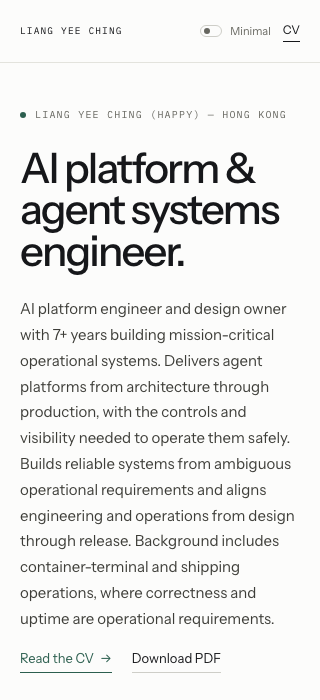 LIANG YEE CHING
Minimal
CV
LIANG YEE CHING (HAPPY) — HONG KONG
AI platform &
agent systems
engineer.
AI platform engineer and design owner
with 7+ years building mission-critical
operational systems. Delivers agent
platforms from architecture through
production, with the controls and
visibility needed to operate them safely.
Builds reliable systems from ambiguous
operational requirements and aligns
engineering and operations from design
through release. Background includes
container-terminal and shipping
operations, where correctness and
uptime are operational requirements.
Read the CV →
Download PDF